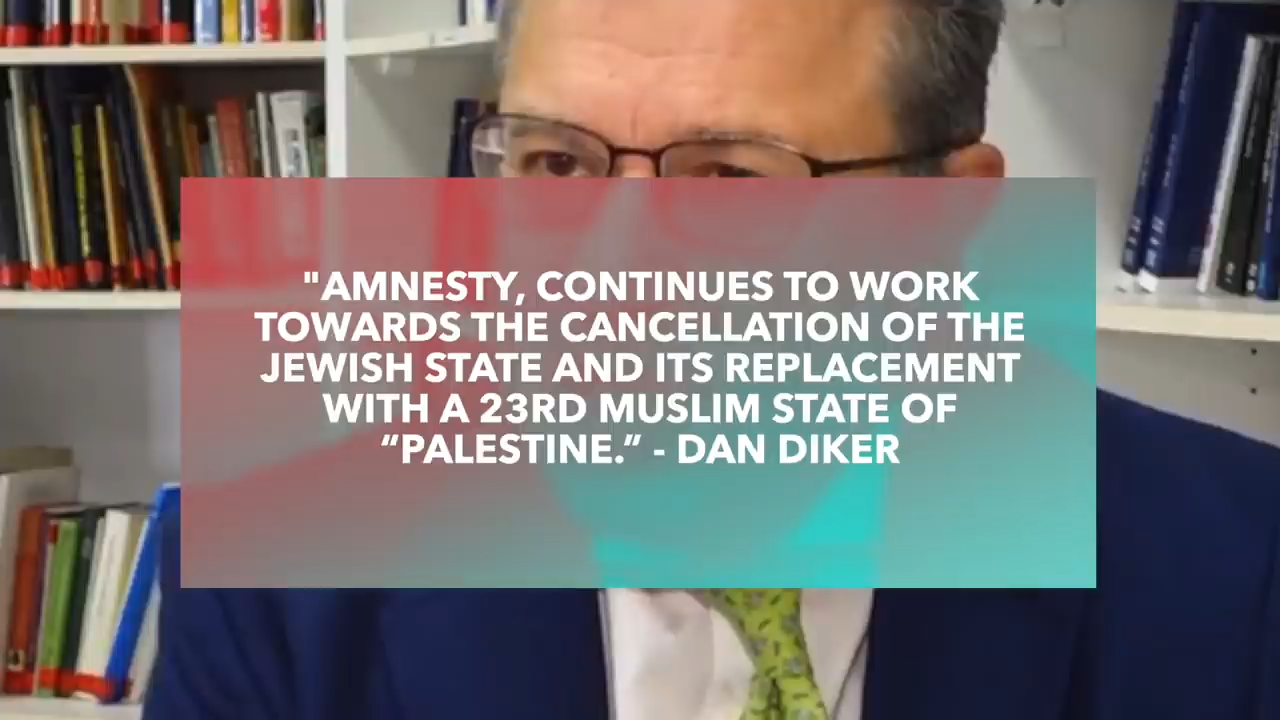 "AMNESTY, CONTINUES TO WORK
TOWARDS THE CANCELLATION OF THE
JEWISH STATE AND ITS REPLACEMENT
WITH A 23RD MUSLIM STATE OF
“PALESTINE.” - DAN DIKER